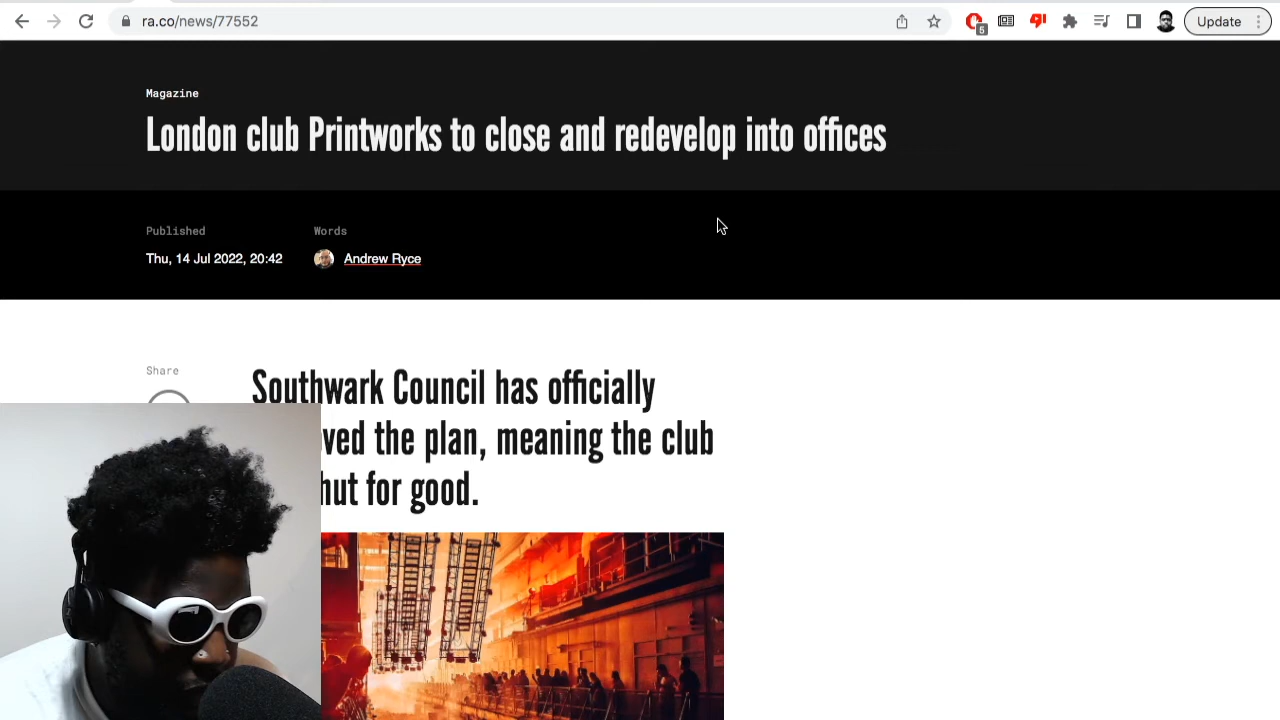 ra.co/news/77552
5
Update
Magazine
London club Printworks to close and redevelop into offices
Published
Words
Thu, 14 Jul 2022, 20:42
Andrew Ryce
Share
Southwark Council has officially
ved the plan, meaning the club
hut for good.